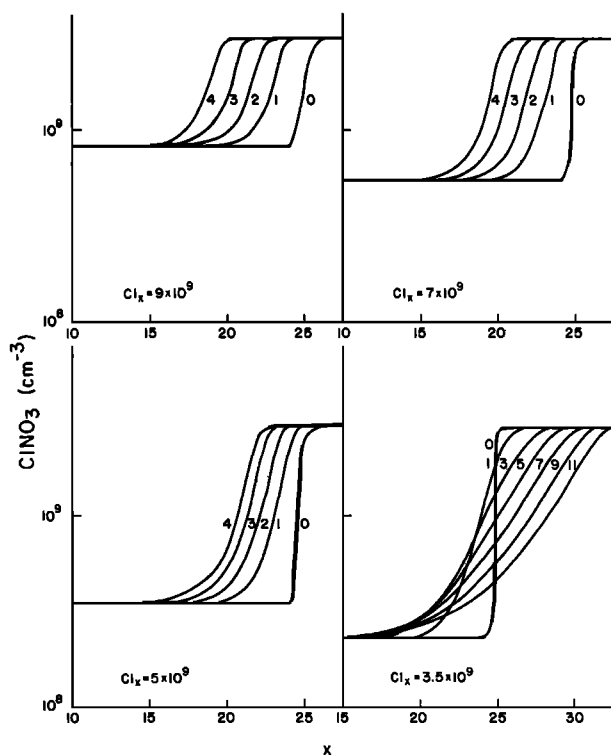 10⁹
4 3 2 1 0
Clₓ = 9×10⁹
10⁸
10 15 20 25
4 3 2 1 0
Clₓ = 7×10⁹
10 15 20 25
ClNO₃ (cm⁻³)
10⁹
4 3 2 1 0
Clₓ = 5×10⁹
10⁸
10 15 20 25
0
1 3 5 7 9 11
Clₓ = 3.5×10⁹
15 20 25 30
x